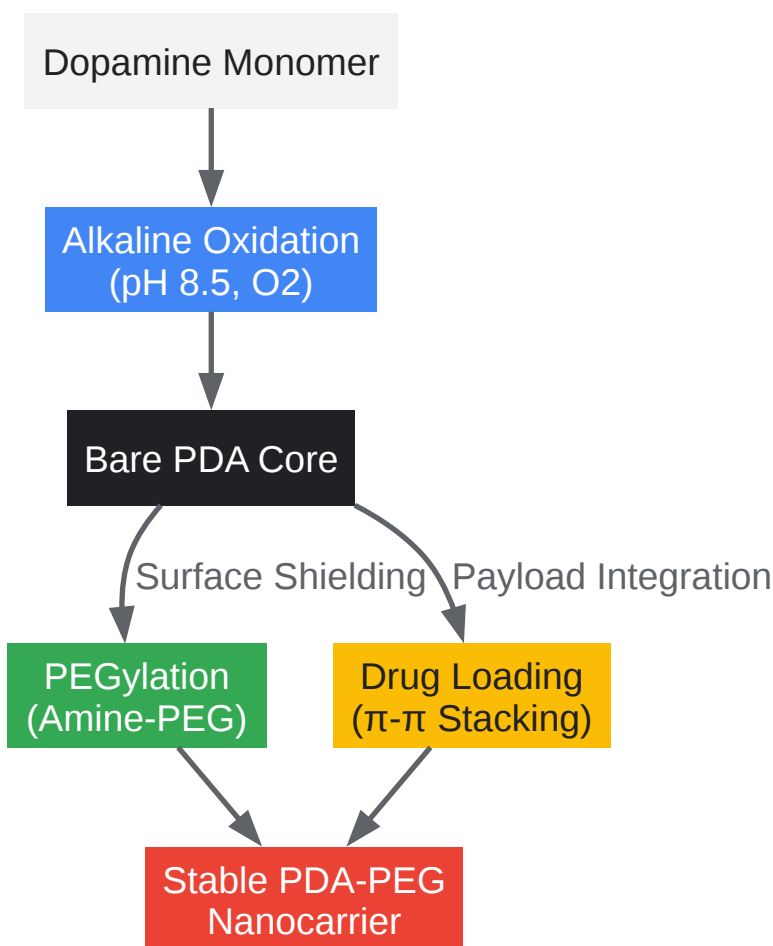 Dopamine Monomer
Alkaline Oxidation
(pH 8.5, O2)
Bare PDA Core
Surface Shielding
Payload Integration
PEGylation
(Amine-PEG)
Drug Loading
(π-π Stacking)
Stable PDA-PEG
Nanocarrier